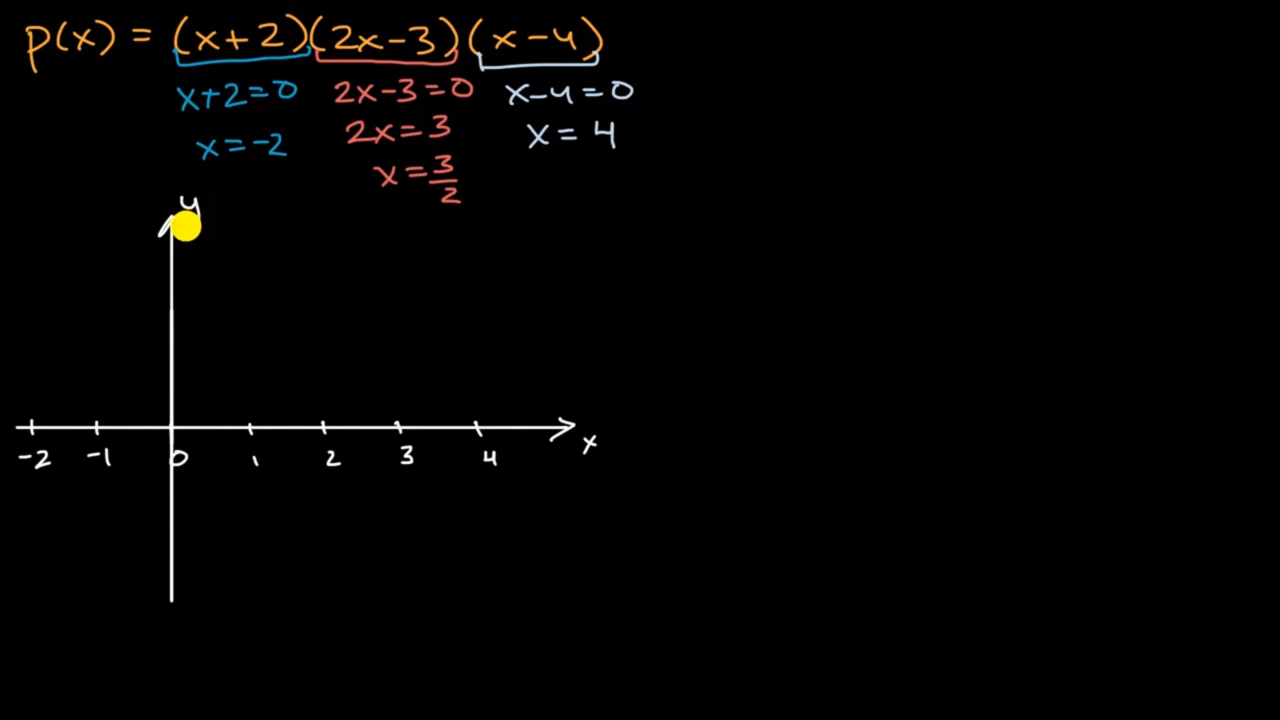 p(x) = (x+2)(2x-3)(x-4)
x+2=0 2x-3=0 x-4=0
x=-2 2x=3 x=4
x=3/2
y
x
-2 -1 0 1 2 3 4